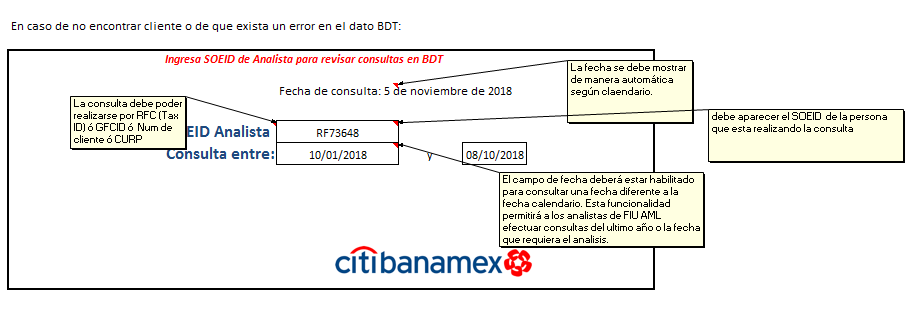 En caso de no encontrar cliente o de que exista un error en el dato BDT:
Ingresa SOEID de Analista para revisar consultas en BDT
La fecha se debe mostrar
de manera automática
según claendario.
Fecha de consulta: 5 de noviembre de 2018
La consulta debe poder
realizarse por RFC (Tax
ID) ó GFCID ó Num de
cliente ó CURP
debe aparecer el SOEID de la persona
que esta realizando la consulta
EID Analista
RF73648
Consulta entre:
10/01/2018
y
08/10/2018
El campo de fecha deberá estar habilitado
para consultar una fecha diferente a la
fecha calendario. Esta funcionalidad
permitirá a los analistas de FIU AML
efectuar consultas del ultimo año o la fecha
que requiera el analisis.
citibanamex